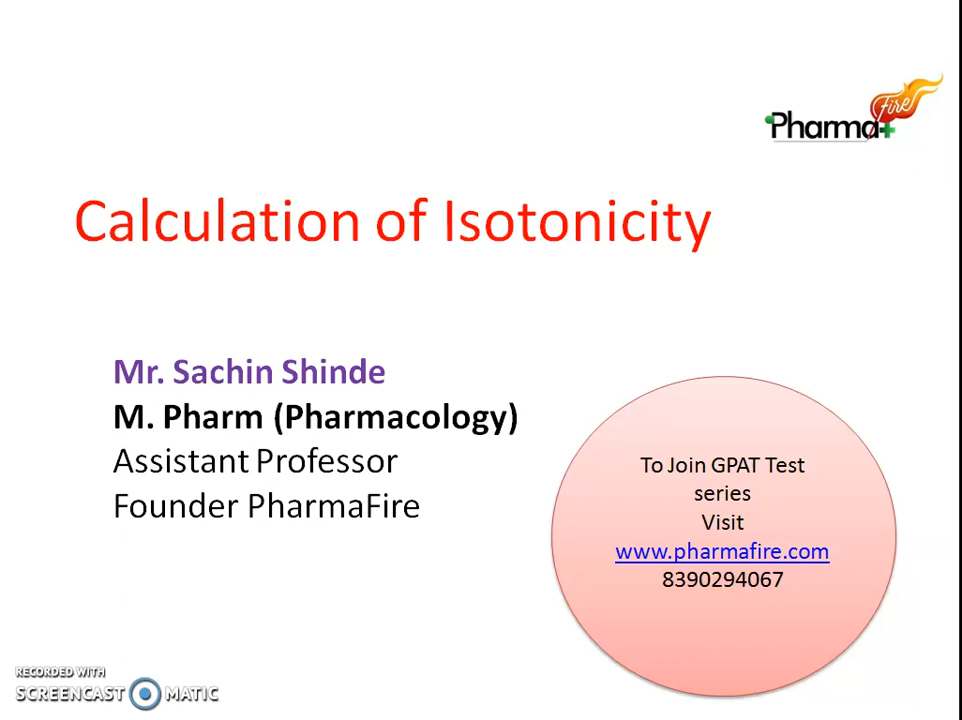 Pharma Fire
Calculation of Isotonicity
Mr. Sachin Shinde
M. Pharm (Pharmacology)
Assistant Professor
Founder PharmaFire
To Join GPAT Test
series
Visit
www.pharmafire.com
8390294067
RECORDED WITH
SCREENCAST MATIC